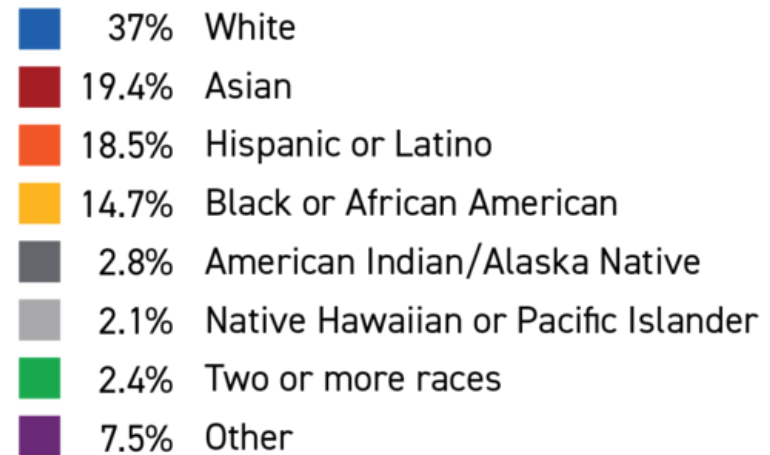 37% White
19.4% Asian
18.5% Hispanic or Latino
14.7% Black or African American
2.8% American Indian/Alaska Native
2.1% Native Hawaiian or Pacific Islander
2.4% Two or more races
7.5% Other